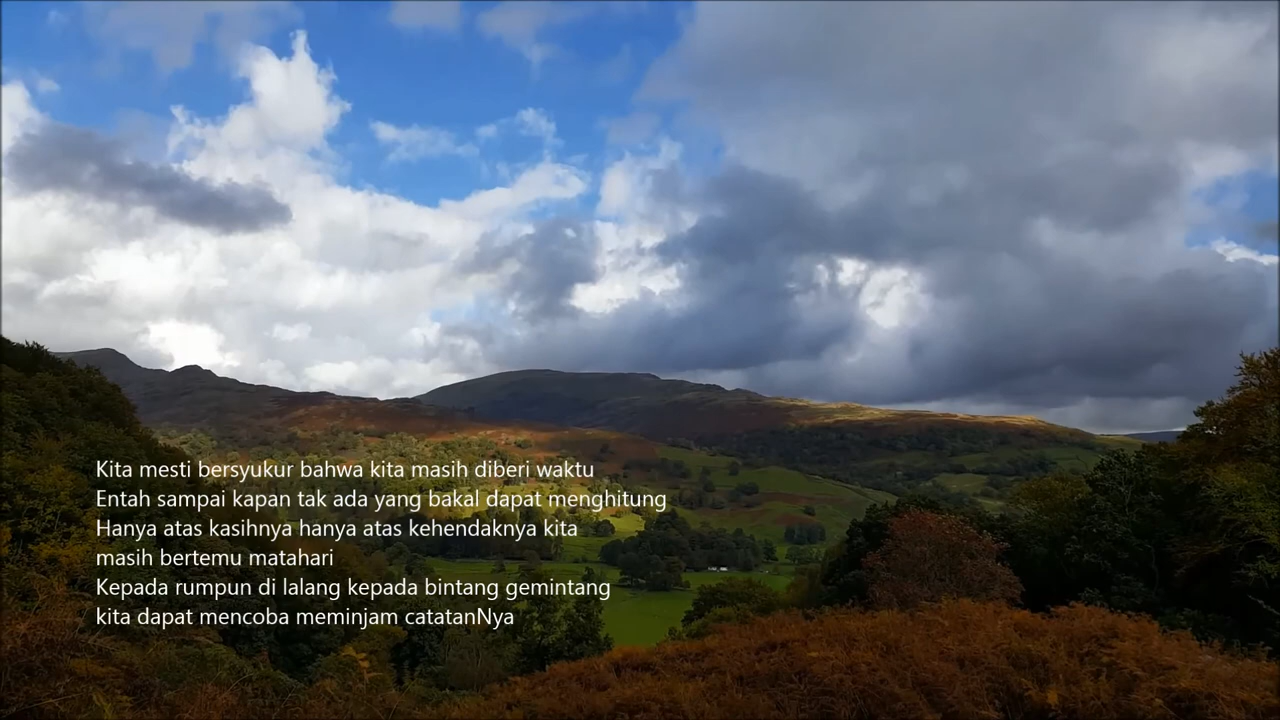 Kita mesti bersyukur bahwa kita masih diberi waktu
Entah sampai kapan tak ada yang bakal dapat menghitung
Hanya atas kasihnya hanya atas kehendaknya kita
masih bertemu matahari
Kepada rumpun di lalang kepada bintang gemintang
kita dapat mencoba meminjam catatanNya